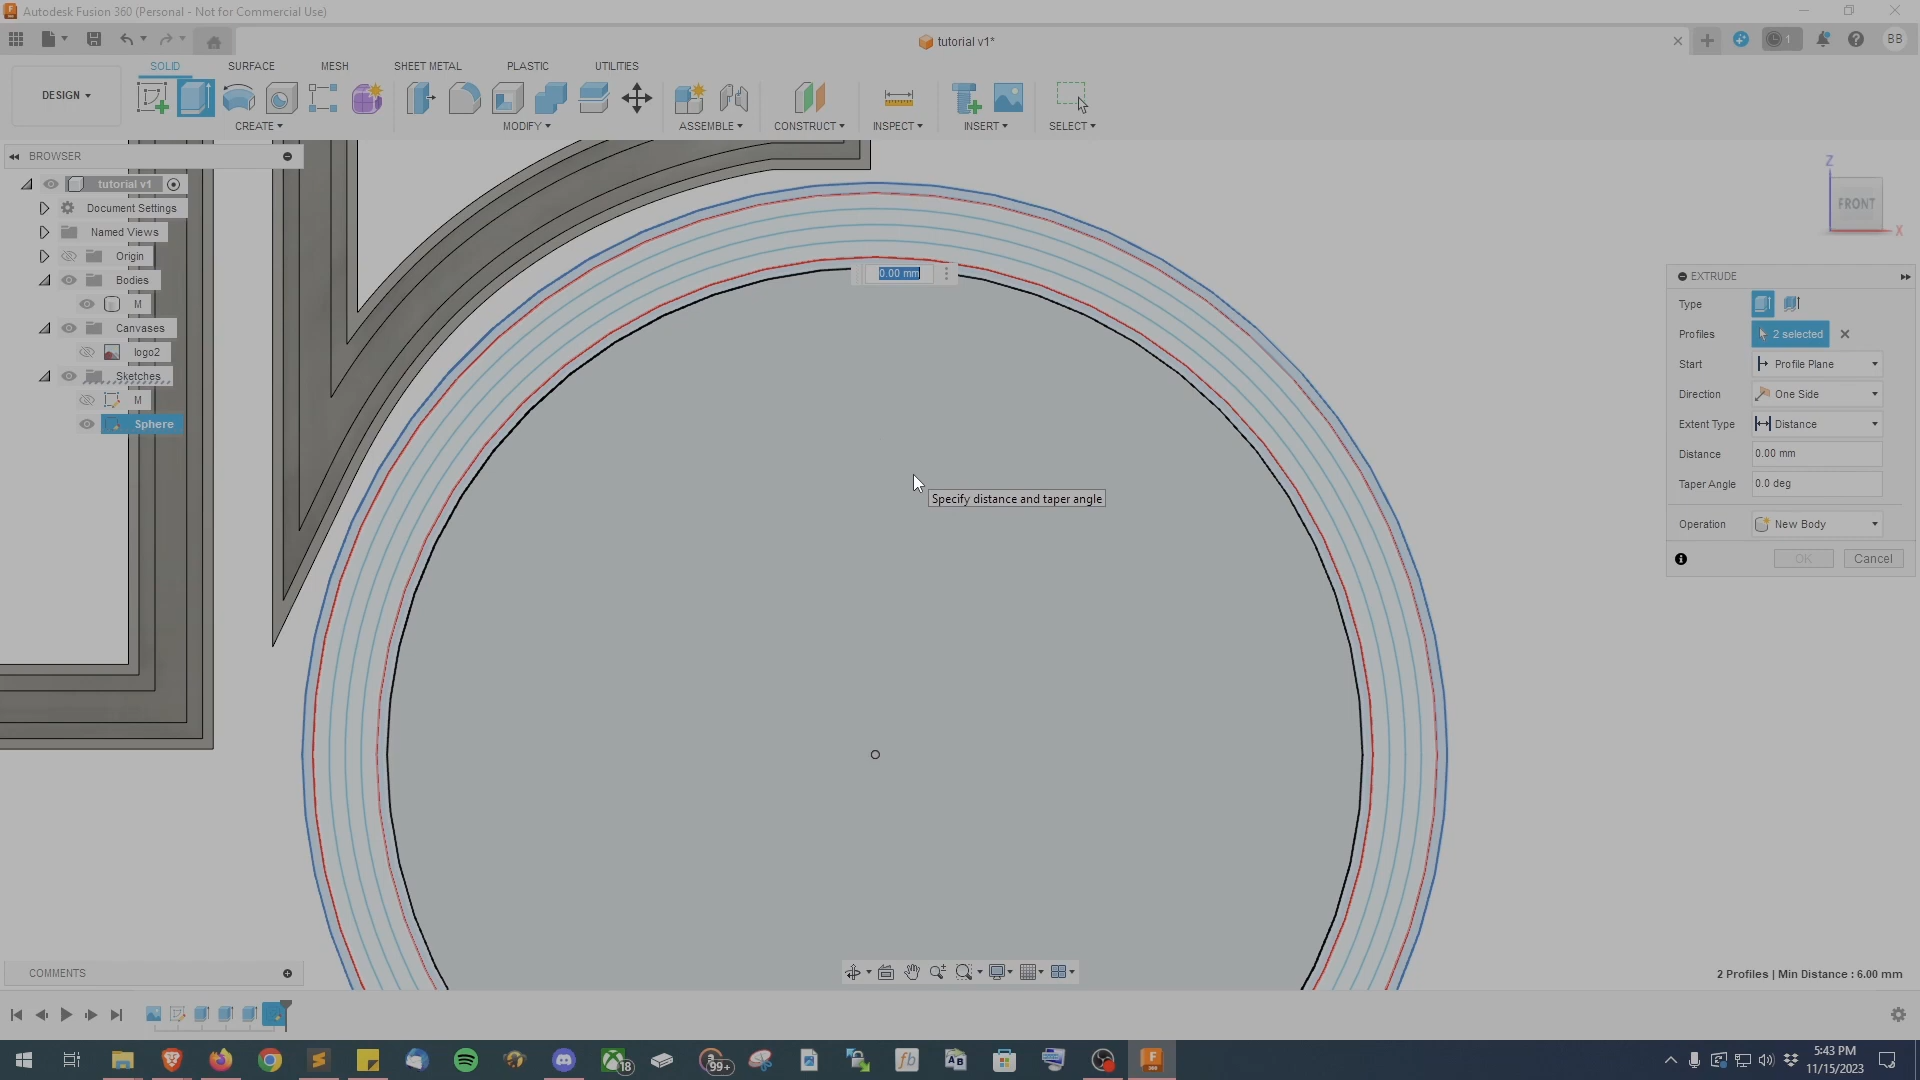 Autodesk Fusion 360 (Personal - Not for Commercial Use)
tutorial v1*
1
BB
DESIGN
SOLID
SURFACE
MESH
SHEET METAL
PLASTIC
UTILITIES
CREATE
MODIFY
ASSEMBLE
CONSTRUCT
INSPECT
INSERT
SELECT
BROWSER
tutorial v1
Document Settings
Named Views
Origin
Bodies
M
Canvases
logo2
Sketches
M
Sphere
Z
FRONT
X
0.00 mm
Specify distance and taper angle
EXTRUDE
Type
Profiles 2 selected
Start Profile Plane
Direction One Side
Extent Type Distance
Distance 0.00 mm
Taper Angle 0.0 deg
Operation New Body
OK Cancel
COMMENTS
2 Profiles | Min Distance : 6.00 mm
18
99+
5:43 PM
11/15/2023